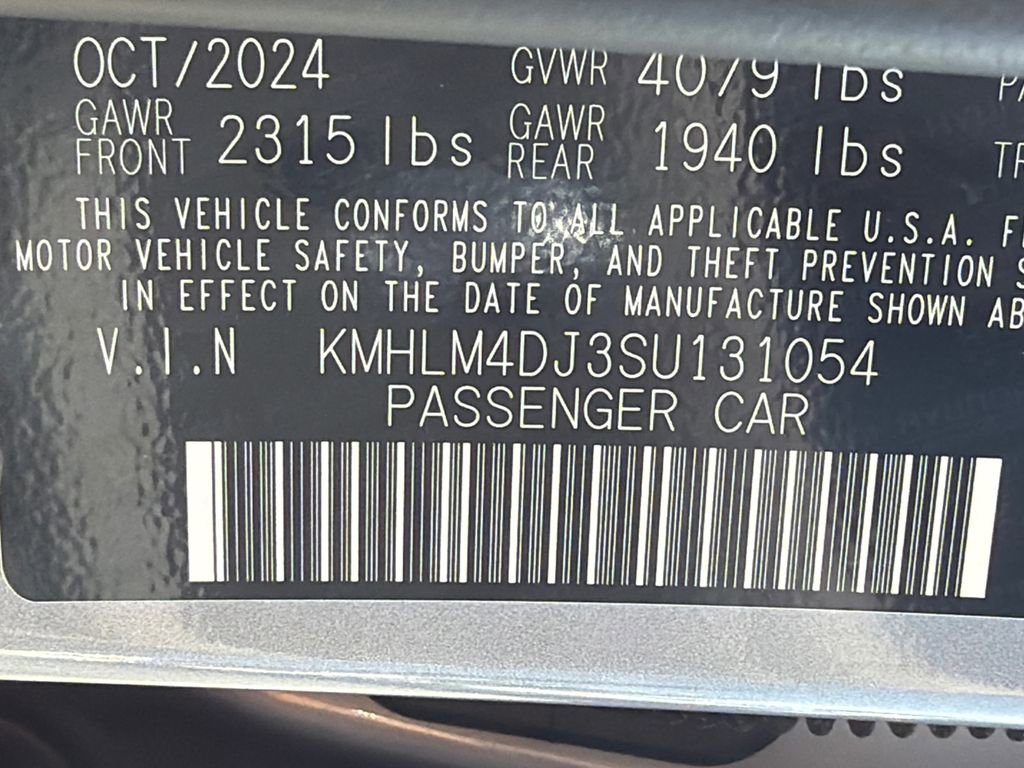 OCT/2024 GVWR 4079 lbs
GAWR FRONT 2315 lbs GAWR REAR 1940 lbs
THIS VEHICLE CONFORMS TO ALL APPLICABLE U.S.A.
MOTOR VEHICLE SAFETY, BUMPER, AND THEFT PREVENTION
IN EFFECT ON THE DATE OF MANUFACTURE SHOWN AB
V.I.N KMHLM4DJ3SU131054
PASSENGER CAR